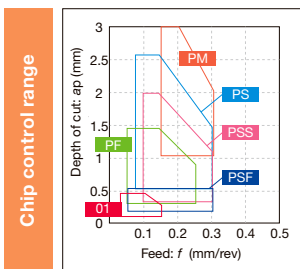 Chip control range
Depth of cut: ap (mm)
3
2.5
2
1.5
1
0.5
0
0.1 0.2 0.3 0.4 0.5
Feed: f (mm/rev)
PM
PS
PSS
PF
PSF
01